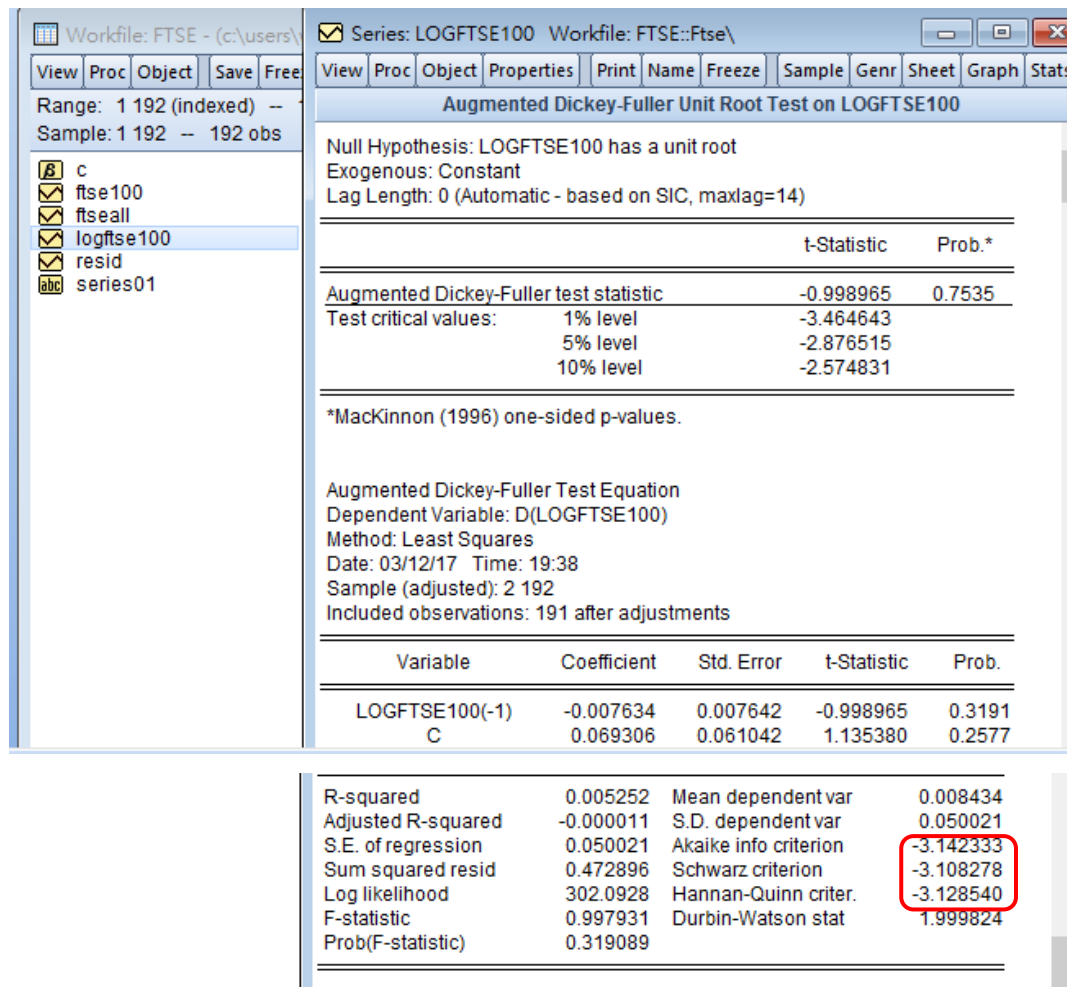 Workfile: FTSE - (c:\users\
View Proc Object Save Free
Range: 1 192 (indexed) --
Sample: 1 192 -- 192 obs
c
ftse100
ftseall
logftse100
resid
series01
Series: LOGFTSE100 Workfile: FTSE::Ftse\
View Proc Object Properties Print Name Freeze Sample Genr Sheet Graph Stats
Augmented Dickey-Fuller Unit Root Test on LOGFTSE100
Null Hypothesis: LOGFTSE100 has a unit root
Exogenous: Constant
Lag Length: 0 (Automatic - based on SIC, maxlag=14)
t-Statistic Prob.*
Augmented Dickey-Fuller test statistic -0.998965 0.7535
Test critical values: 1% level -3.464643
5% level -2.876515
10% level -2.574831
*MacKinnon (1996) one-sided p-values.
Augmented Dickey-Fuller Test Equation
Dependent Variable: D(LOGFTSE100)
Method: Least Squares
Date: 03/12/17 Time: 19:38
Sample (adjusted): 2 192
Included observations: 191 after adjustments
Variable Coefficient Std. Error t-Statistic Prob.
LOGFTSE100(-1) -0.007634 0.007642 -0.998965 0.3191
C 0.069306 0.061042 1.135380 0.2577
R-squared 0.005252 Mean dependent var 0.008434
Adjusted R-squared -0.000011 S.D. dependent var 0.050021
S.E. of regression 0.050021 Akaike info criterion -3.142333
Sum squared resid 0.472896 Schwarz criterion -3.108278
Log likelihood 302.0928 Hannan-Quinn criter. -3.128540
F-statistic 0.997931 Durbin-Watson stat 1.999824
Prob(F-statistic) 0.319089